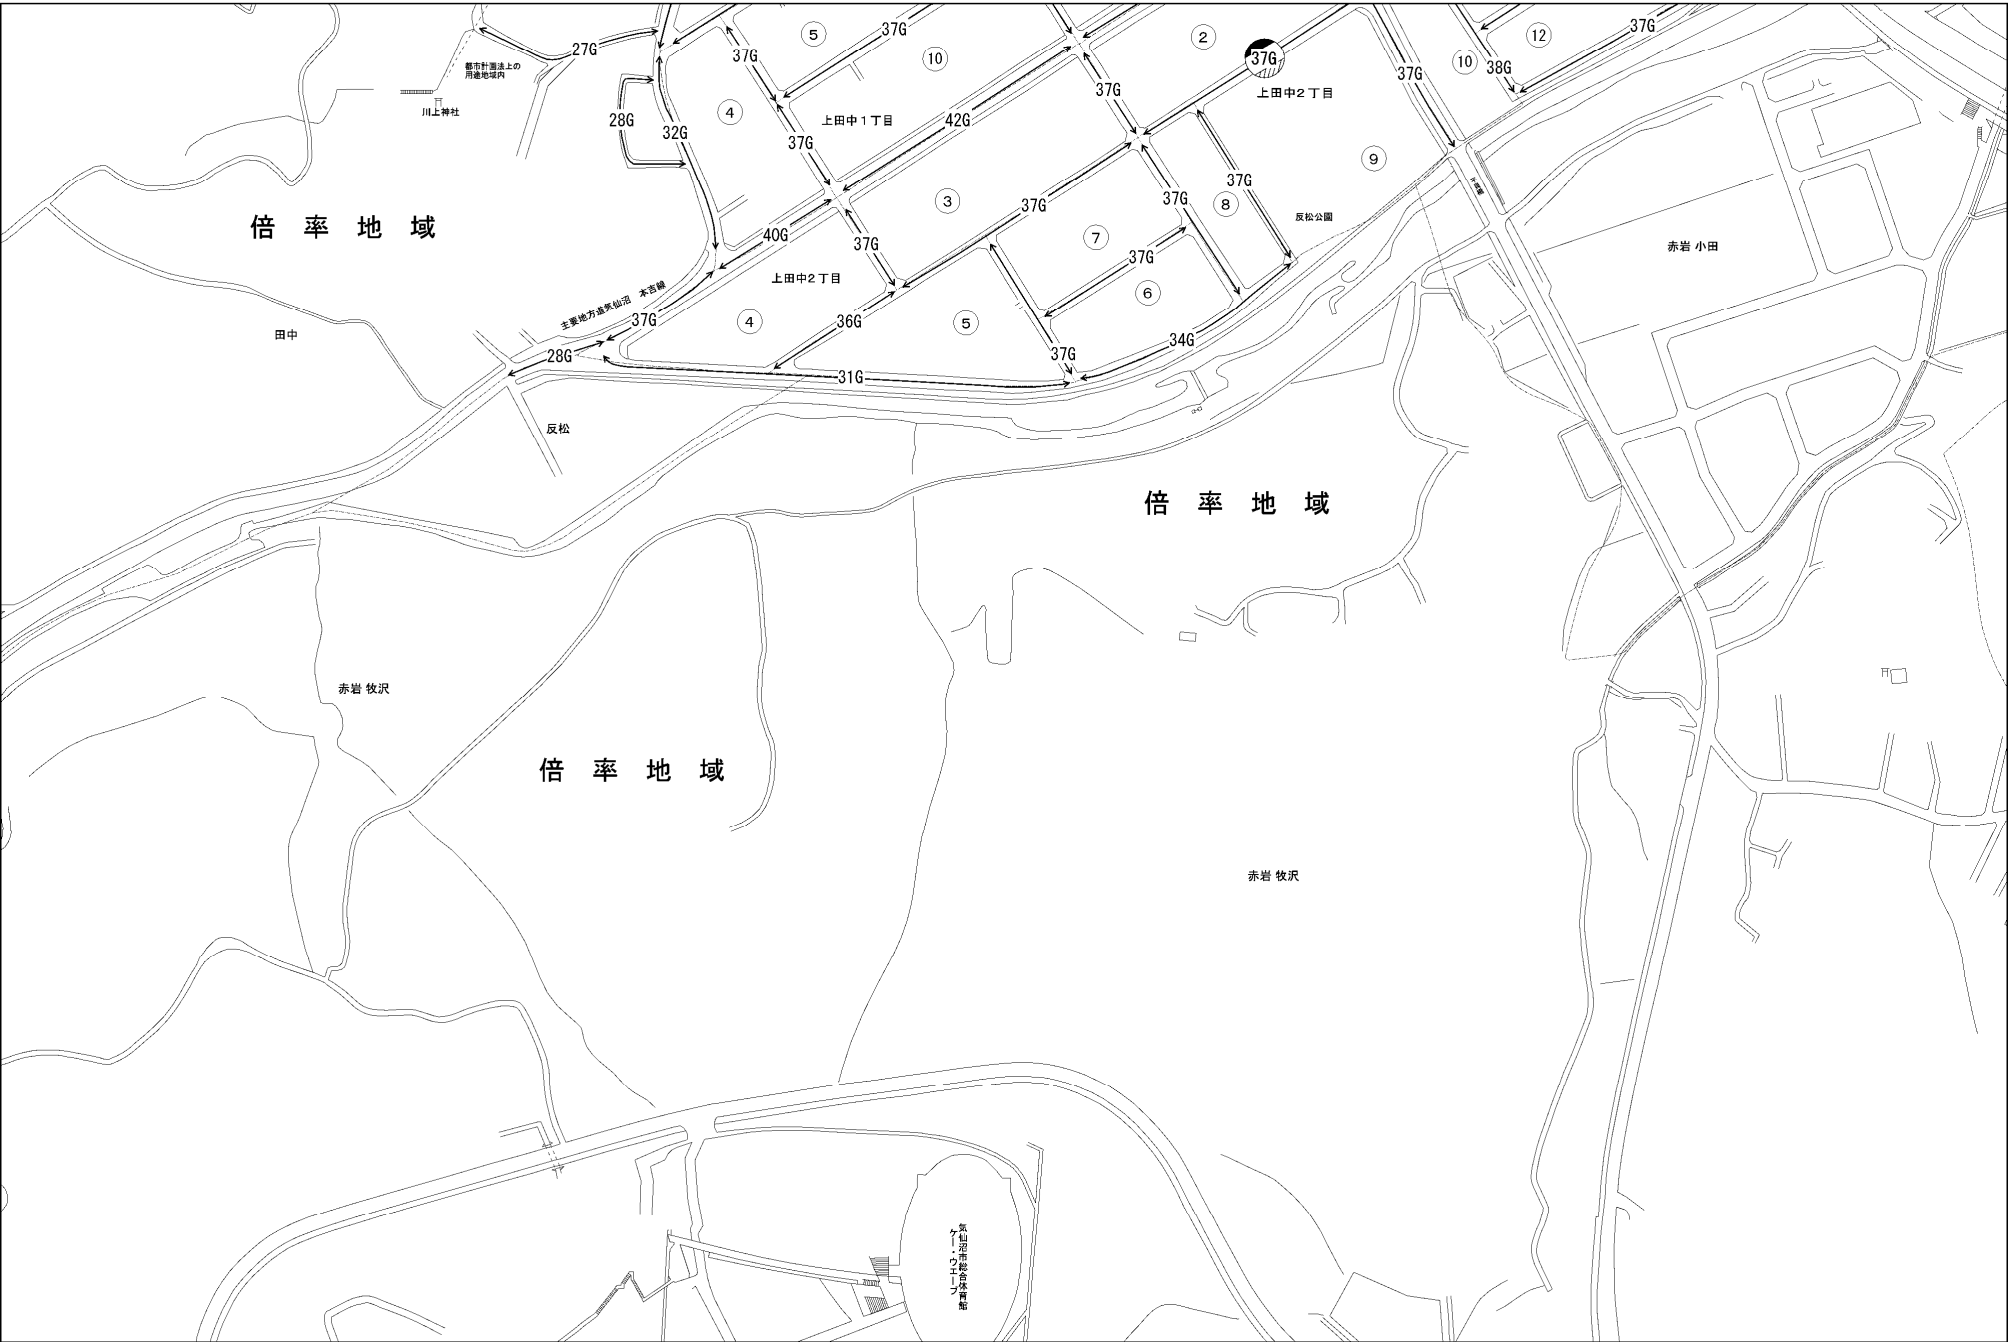 27G
⑤
37G
②
37G
37G
⑫
37G
⑩
37G
⑩
37G
38G
都市計画法上の
用途地域内
川上神社
37G
上田中2丁目
28G
32G
④
上田中1丁目
42G
37G
⑨
37G
37G
⑧
倍率地域
③
37G
反松公園
40G
37G
⑦
37G
赤岩 小田
上田中2丁目
⑥
主要地方道気仙沼 本吉線
37G
④
36G
⑤
田中
28G
37G
34G
31G
反松
倍率地域
赤岩 牧沢
倍率地域
赤岩 牧沢
気仙沼市総合体育館
ケー・ウエーブ